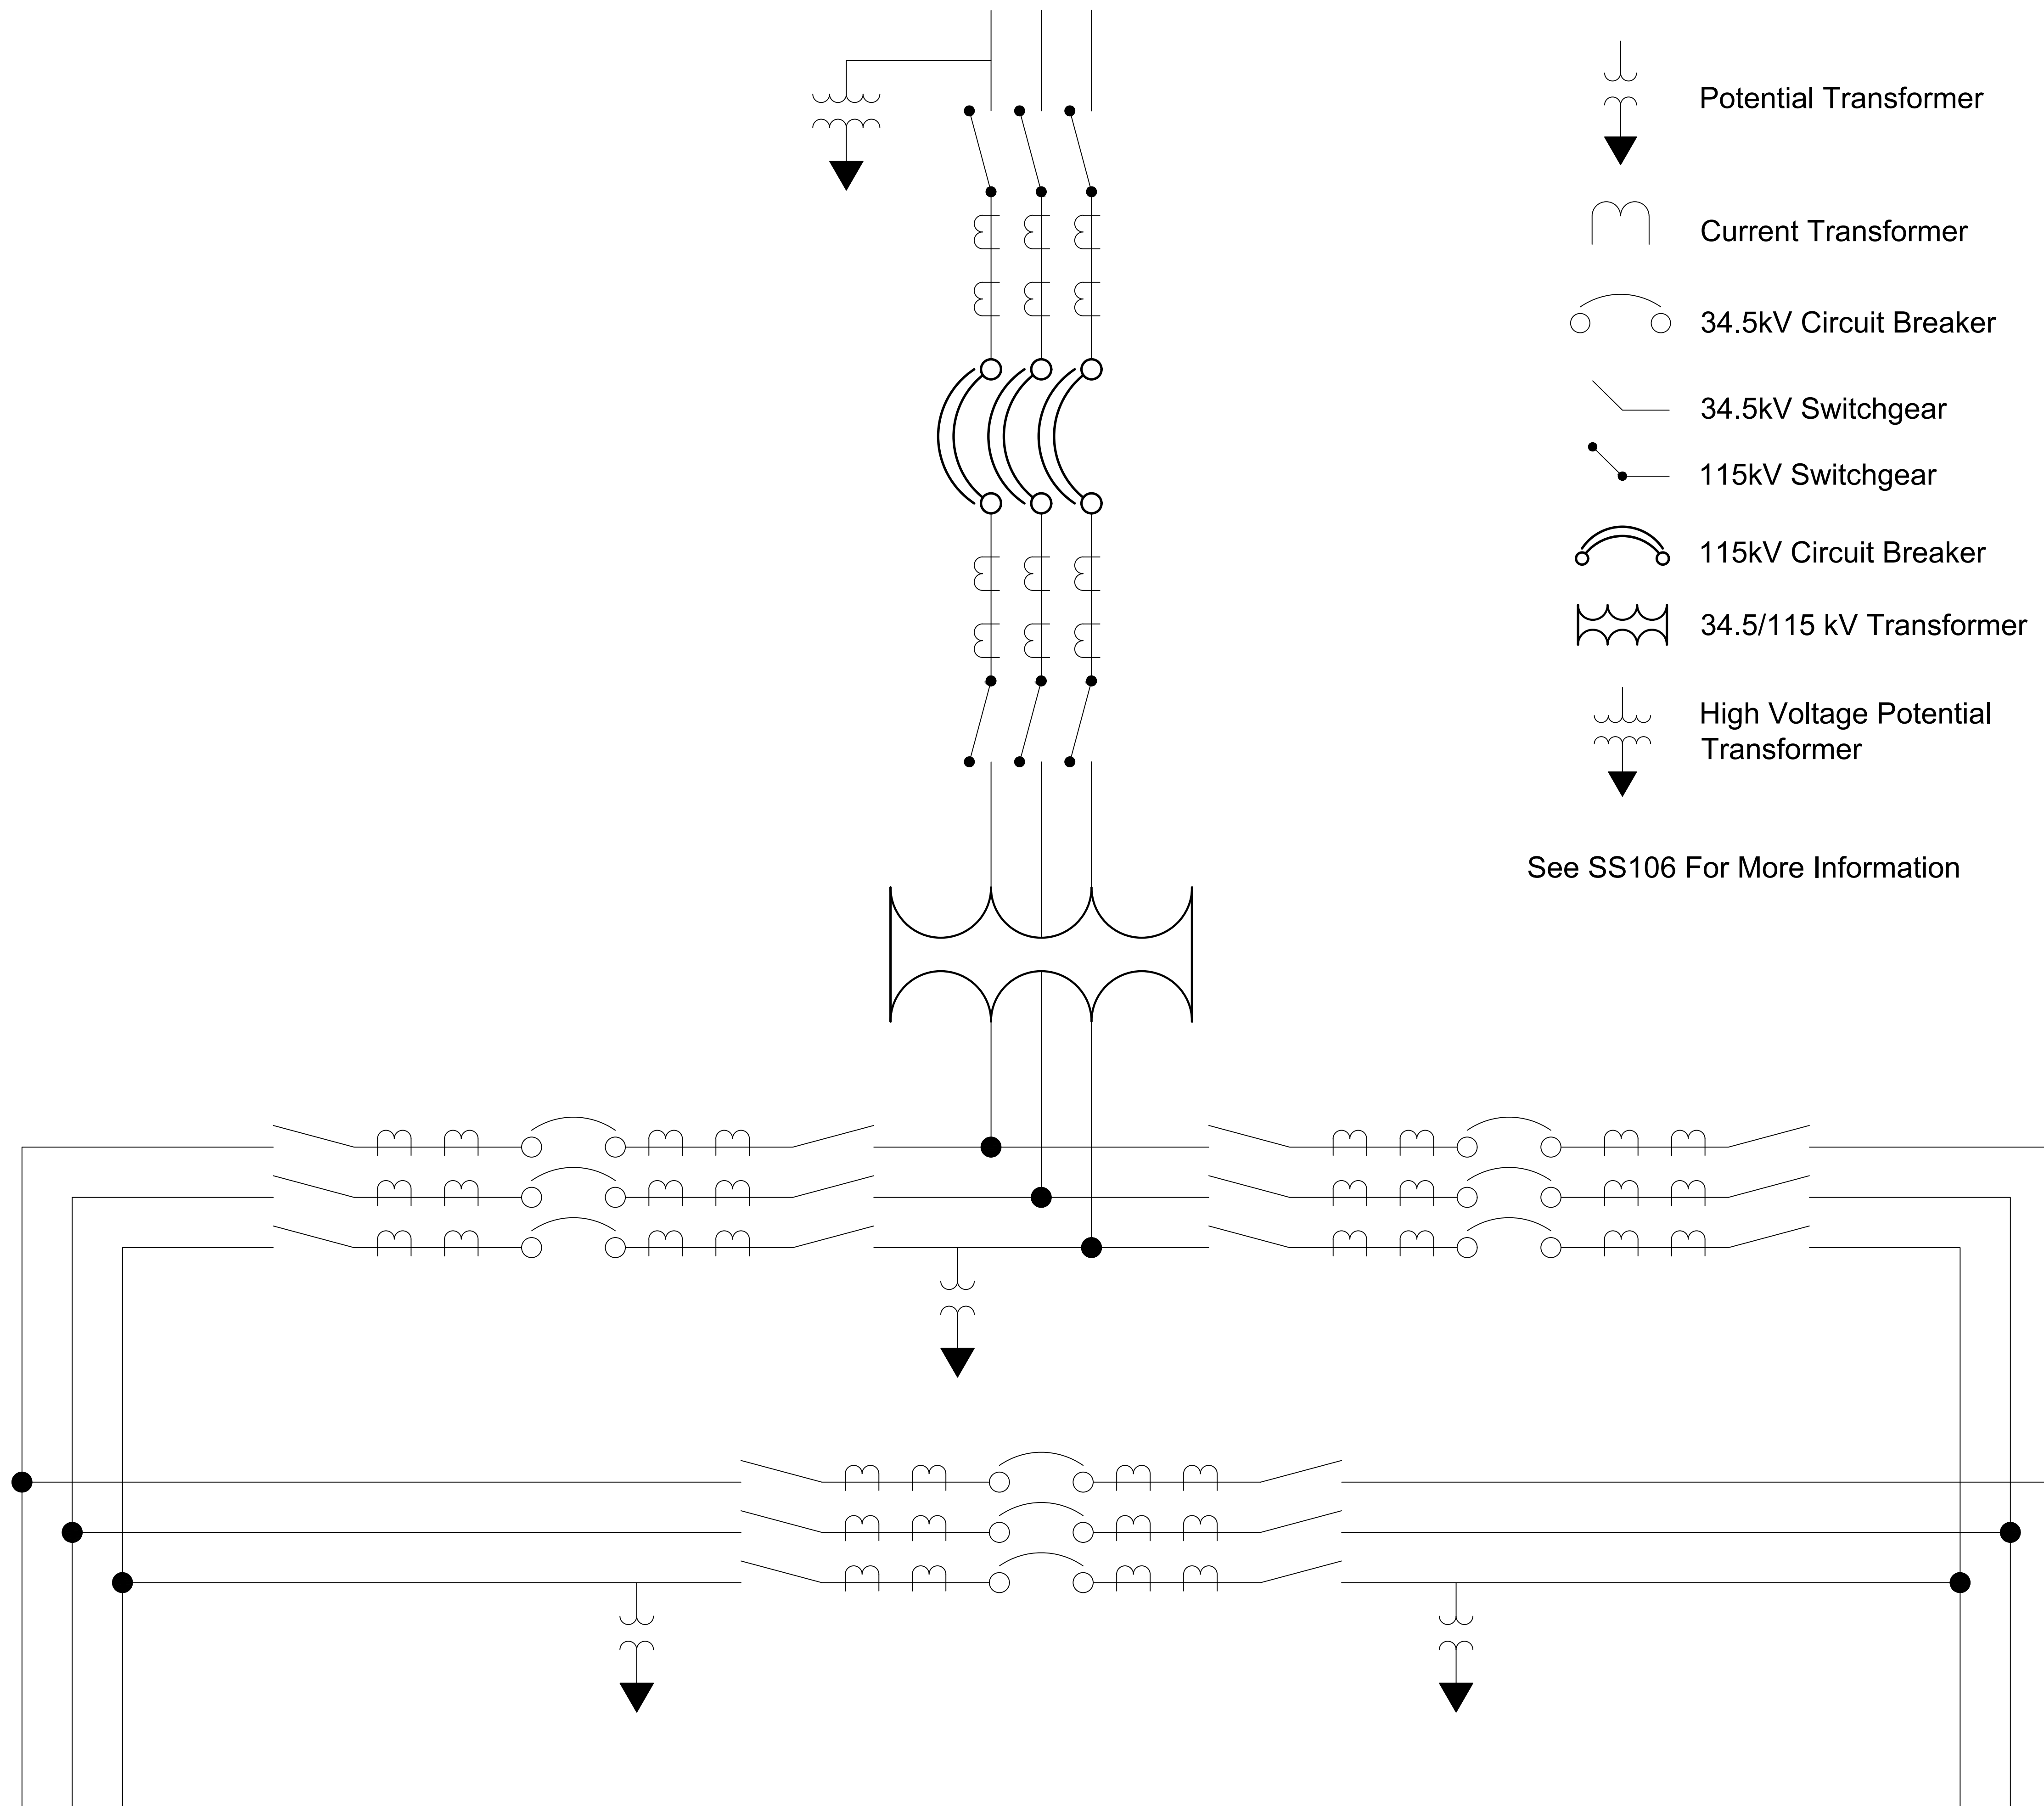 Potential Transformer
Current Transformer
34.5kV Circuit Breaker
34.5kV Switchgear
115kV Switchgear
115kV Circuit Breaker
34.5/115 kV Transformer
High Voltage Potential
Transformer
See SS106 For More Information